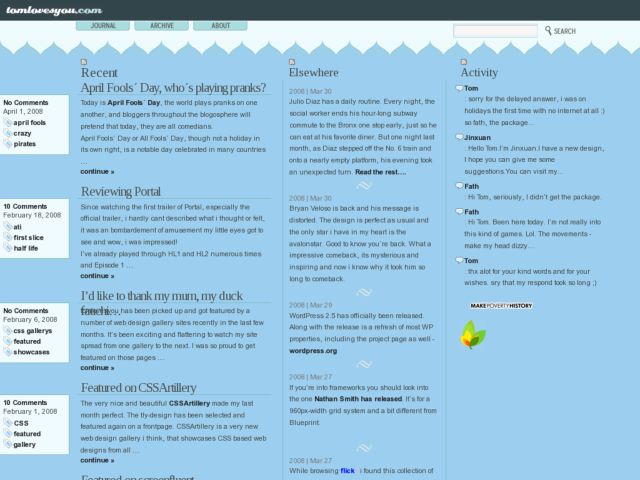 tomlovesyou.com
JOURNAL
ARCHIVE
ABOUT
SEARCH
Recent
April Fools´ Day, who´s playing pranks?
No Comments
April 1, 2008
april fools
crazy
pirates
Today is April Fools´ Day, the world plays pranks on one
another, and bloggers throughout the blogosphere will
pretend that today, they are all comedians.
April Fools´ Day or All Fools´ Day, though not a holiday in
its own right, is a notable day celebrated in many countries
…
continue »
Reviewing Portal
10 Comments
February 18, 2008
ati
first slice
half life
Since watching the first trailer of Portal, especially the
official trailer, i hardly cant described what i thought or felt,
it was an bombardement of amusement my little eyes got to
see and wow, i was impressed!
I’ve already played through HL1 and HL2 numerous times
and Episode 1 …
continue »
I’d like to thank my mum, my duck
No Comments
February 6, 2008
css gallerys
featured
showcases
has been picked up and got featured by a
number of web design gallery sites recently in the last few
months. It’s been exciting and flattering to watch my site
spread from one gallery to the next. I was so proud to get
featured on those pages …
continue »
Featured on CSSArtillery
10 Comments
February 1, 2008
CSS
featured
gallery
The very nice and beautiful CSSArtillery made my last
month perfect. The tly-design has been selected and
featured again on a frontpage. CSSArtillery is a very new
web design gallery i think, that showcases CSS based web
designs from all …
continue »
Featured on screenfluent
Elsewhere
2008 | Mar 30
Julio Diaz has a daily routine. Every night, the
social worker ends his hour-long subway
commute to the Bronx one stop early, just so he
can eat at his favorite diner. But one night last
month, as Diaz stepped off the No. 6 train and
onto a nearly empty platform, his evening took
an unexpected turn. Read the rest....
2008 | Mar 30
Bryan Veloso is back and his message is
distorted. The design is perfect as usual and
the only star i have in my heart is the
avalonstar. Good to know you´re back. What a
impressive comeback, its mysterious and
inspiring and now i know why it took him so
long to comeback.
2008 | Mar 29
WordPress 2.5 has officially been released.
Along with the release is a refresh of most WP
properties, including the project page as well -
wordpress.org
2008 | Mar 27
If you´re into frameworks you should look into
the one Nathan Smith has released. It´s for a
960px-width grid system and a bit different from
Blueprint.
2008 | Mar 27
While browsing flick i found this collection of
Activity
Tom
: sorry for the delayed answer, i was on
holidays the first time with no internet at all :)
so fath, the package...
Jinxuan
: Hello Tom.I’m Jinxuan.I have a new design,
I hope you can give me some
suggestions.You can visit my...
Fath
: Hi Tom, seriously, I didn’t get the package.
Fath
: Hi Tom. Been here today. I’m not really into
this kind of games. Lol. The movements -
make my head dizzy....
Tom
: thx alot for your kind words and for your
wishes. sry that my respond took so long ;)
MAKEPOVERTYHISTORY